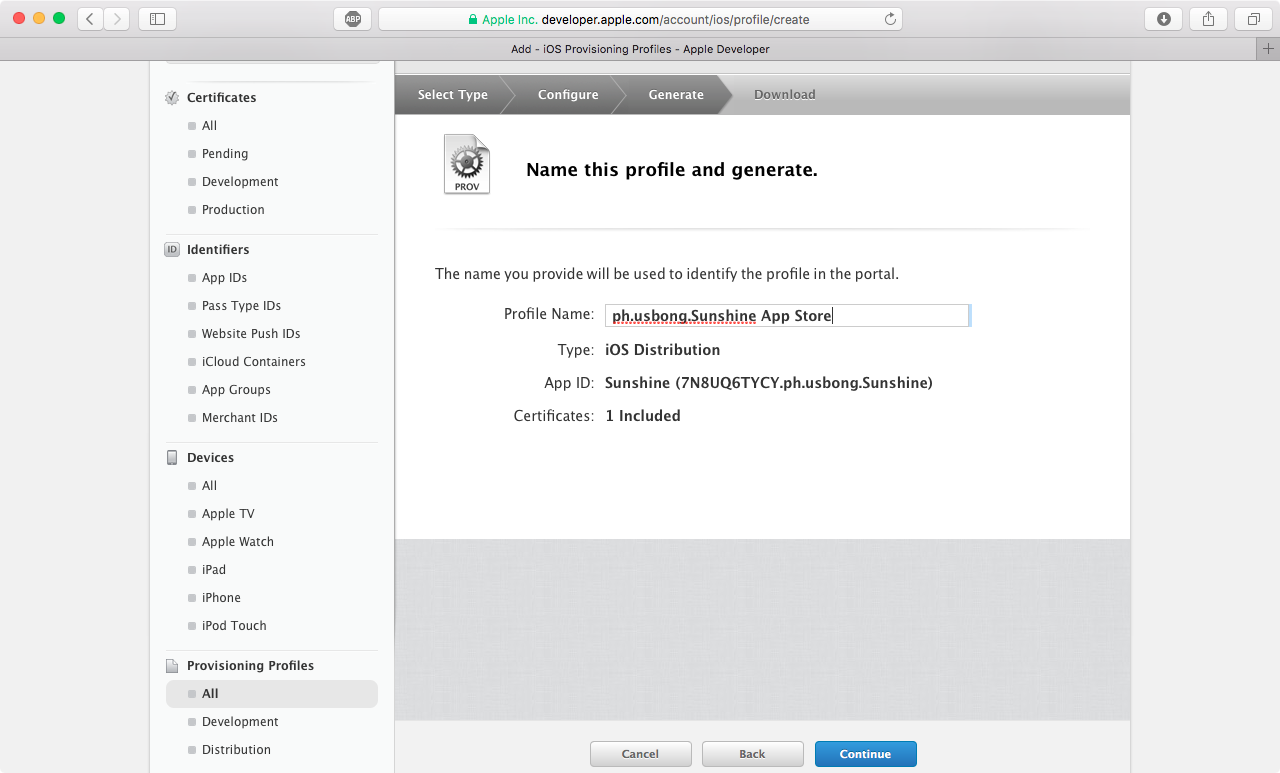 ABP
Apple Inc. developer.apple.com/account/ios/profile/create
Add - iOS Provisioning Profiles - Apple Developer
Certificates
All
Pending
Development
Production
ID Identifiers
App IDs
Pass Type IDs
Website Push IDs
iCloud Containers
App Groups
Merchant IDs
Devices
All
Apple TV
Apple Watch
iPad
iPhone
iPod Touch
Provisioning Profiles
All
Development
Distribution
Select Type Configure Generate Download
PROV
Name this profile and generate.
The name you provide will be used to identify the profile in the portal.
Profile Name: ph.usbong.Sunshine App Store
Type: iOS Distribution
App ID: Sunshine (7N8UQ6TYCY.ph.usbong.Sunshine)
Certificates: 1 Included
Cancel Back Continue